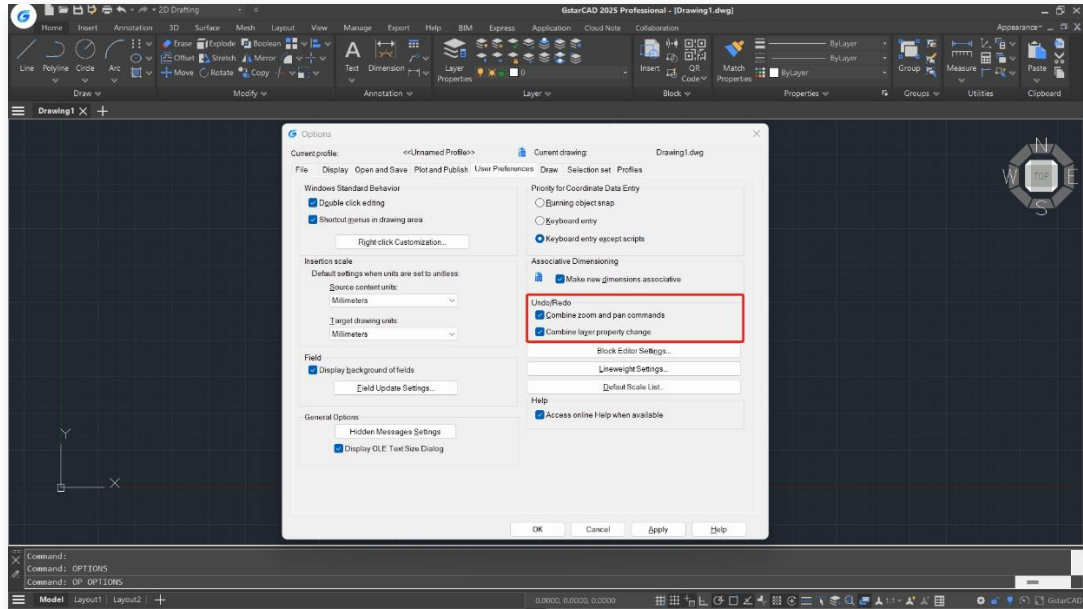 2D Drafting
GstarCAD 2025 Professional - [Drawing1.dwg]
Home Insert Annotation 3D Surface Mesh Layout View Manage Export Help BIM Express Application Cloud Note Collaboration Appearance
Line Polyline Circle Arc
Erase Explode Boolean
Offset Stretch Mirror
Move Rotate Copy
Text Dimension
Layer Properties
0
Insert QR Code
Match Properties
ByLayer
ByLayer
ByLayer
Group Measure Paste
Draw Modify Annotation Layer Block Properties Groups Utilities Clipboard
Drawing1
Options
Current profile: <<Unnamed Profile>> Current drawing: Drawing1.dwg
File Display Open and Save Plot and Publish User Preferences Draw Selection set Profiles
Windows Standard Behavior
Double click editing
Shortcut menus in drawing area
Right-click Customization...
Insertion scale
Default settings when units are set to unitless:
Source content units:
Millimeters
Target drawing units:
Millimeters
Field
Display background of fields
Field Update Settings...
General Options
Hidden Messages Settings
Display OLE Text Size Dialog
Priority for Coordinate Data Entry
Running object snap
Keyboard entry
Keyboard entry except scripts
Associative Dimensioning
Make new dimensions associative
Undo/Redo
Combine zoom and pan commands
Combine layer property change
Block Editor Settings...
Lineweight Settings...
Default Scale List..
Help
Access online Help when available
OK Cancel Apply Help
N
W TOP E
S
Y
X
Command:
Command: OPTIONS
Command: OP OPTIONS
Model Layout1 Layout2 0.0000, 0.0000, 0.0000 1:1 GstarCAD